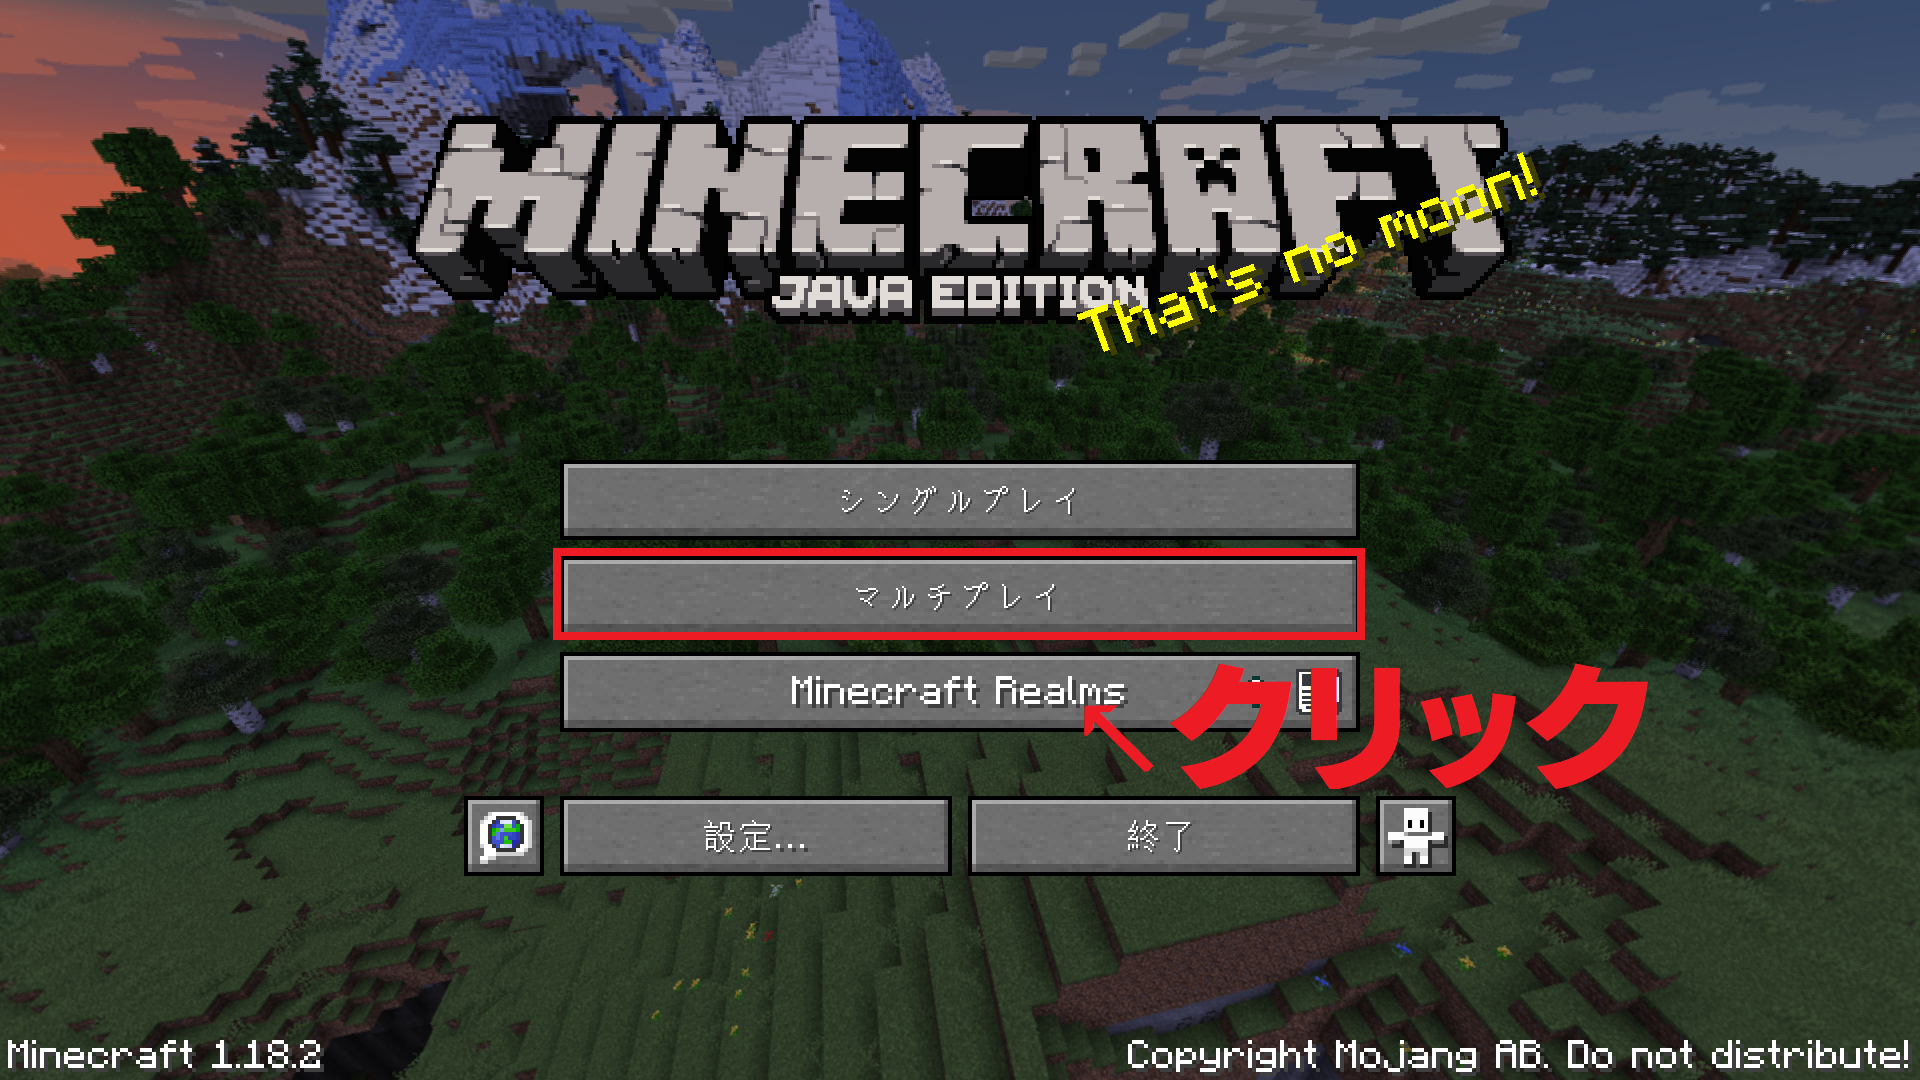 MINECRAFT
JAVA EDITION
That's no moon!
シングルプレイ
マルチプレイ
Minecraft Realms
クリック
設定...
終了
Minecraft 1.18.2
Copyright Mojang AB. Do not distribute!